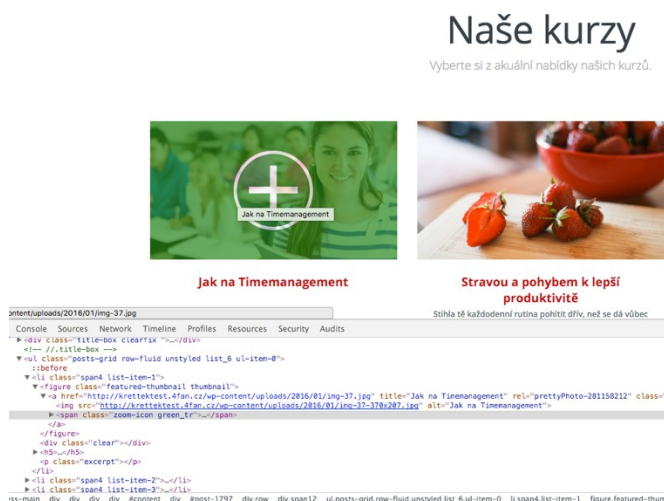 Naše kurzy
Vyberte si z akuální nabídky našich kurzů.
Jak na Timemanagement
Jak na Timemanagement
Stravou a pohybem k lepší
produktivitě
Stihla tě každodenní rutina pohitit dřív, než se dá vůbec
ontent/uploads/2016/01/img-37.jpg
Console Sources Network Timeline Profiles Resources Security Audits
▶<div class="title-box clearfix ">…</div>
<!-- //.title-box -->
▼<ul class="posts-grid row-fluid unstyled list_6 ul-item-0">
::before
▼<li class="span4 list-item-1">
▼<figure class="featured-thumbnail thumbnail">
▼<a href="http://krettektest.4fan.cz/wp-content/uploads/2016/01/img-37.jpg" title="Jak na Timemanagement" rel="prettyPhoto-281158212" class=
<img src="http://krettektest.4fan.cz/wp-content/uploads/2016/01/img-37-370x207.jpg" alt="Jak na Timemanagement">
▶<span class="zoom-icon green_tr">…</span>
</a>
</figure>
<div class="clear"></div>
▶<h5>…</h5>
<p class="excerpt"></p>
</li>
▶<li class="span4 list-item-2">…</li>
▶<li class="span4 list-item-3">…</li>
ss-main div div div #content div #post-1797 div.row div.span12 ul.posts-grid.row-fluid.unstyled.list_6.ul-item-0 li.span4.list-item-1 figure.featured-thum